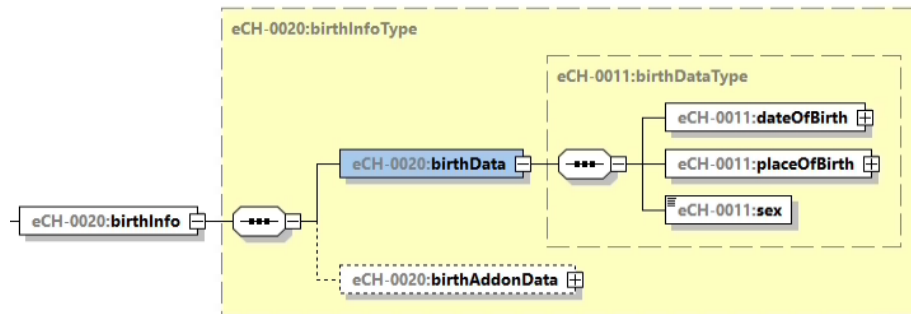 eCH-0020:birthInfoType
eCH-0011:birthDataType
eCH-0011:dateOfBirth
eCH-0020:birthData
eCH-0011:placeOfBirth
eCH-0011:sex
eCH-0020:birthInfo
eCH-0020:birthAddonData